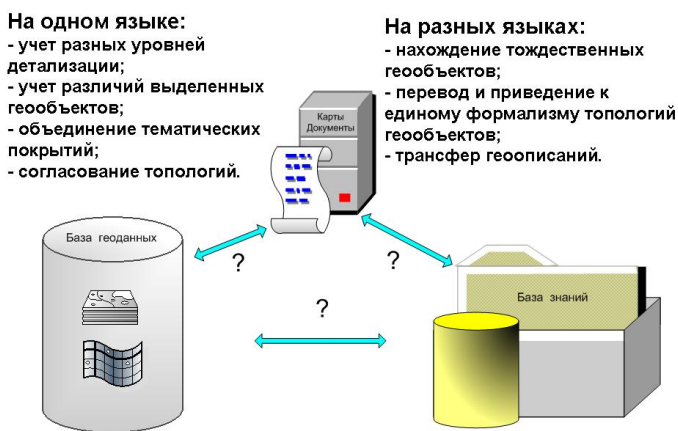 На одном языке:
- учет разных уровней
детализации;
- учет различий выделенных
геообъектов;
- объединение тематических
покрытий;
- согласование топологий.
На разных языках:
- нахождение тождественных
геообъектов;
- перевод и приведение к
единому формализму топологий
геообъектов;
- трансфер геоописаний.
Карты
Документы
База геоданных
?
?
?
База знаний